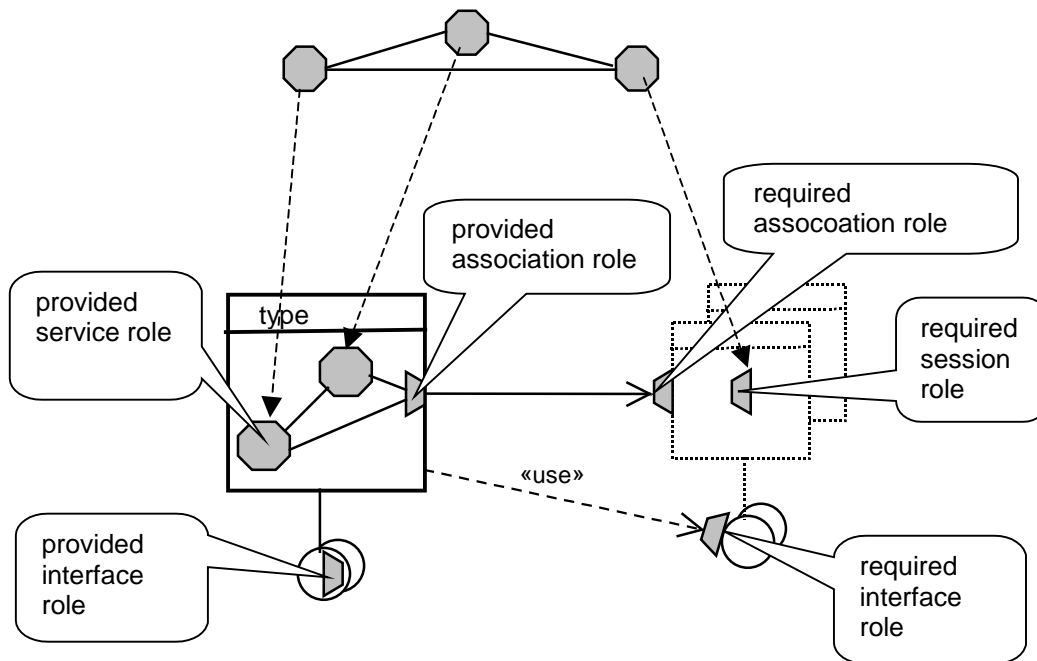 required
assocoation role
provided
association role
provided
service role
type
required
session
role
«use»
provided
interface
role
required
interface
role